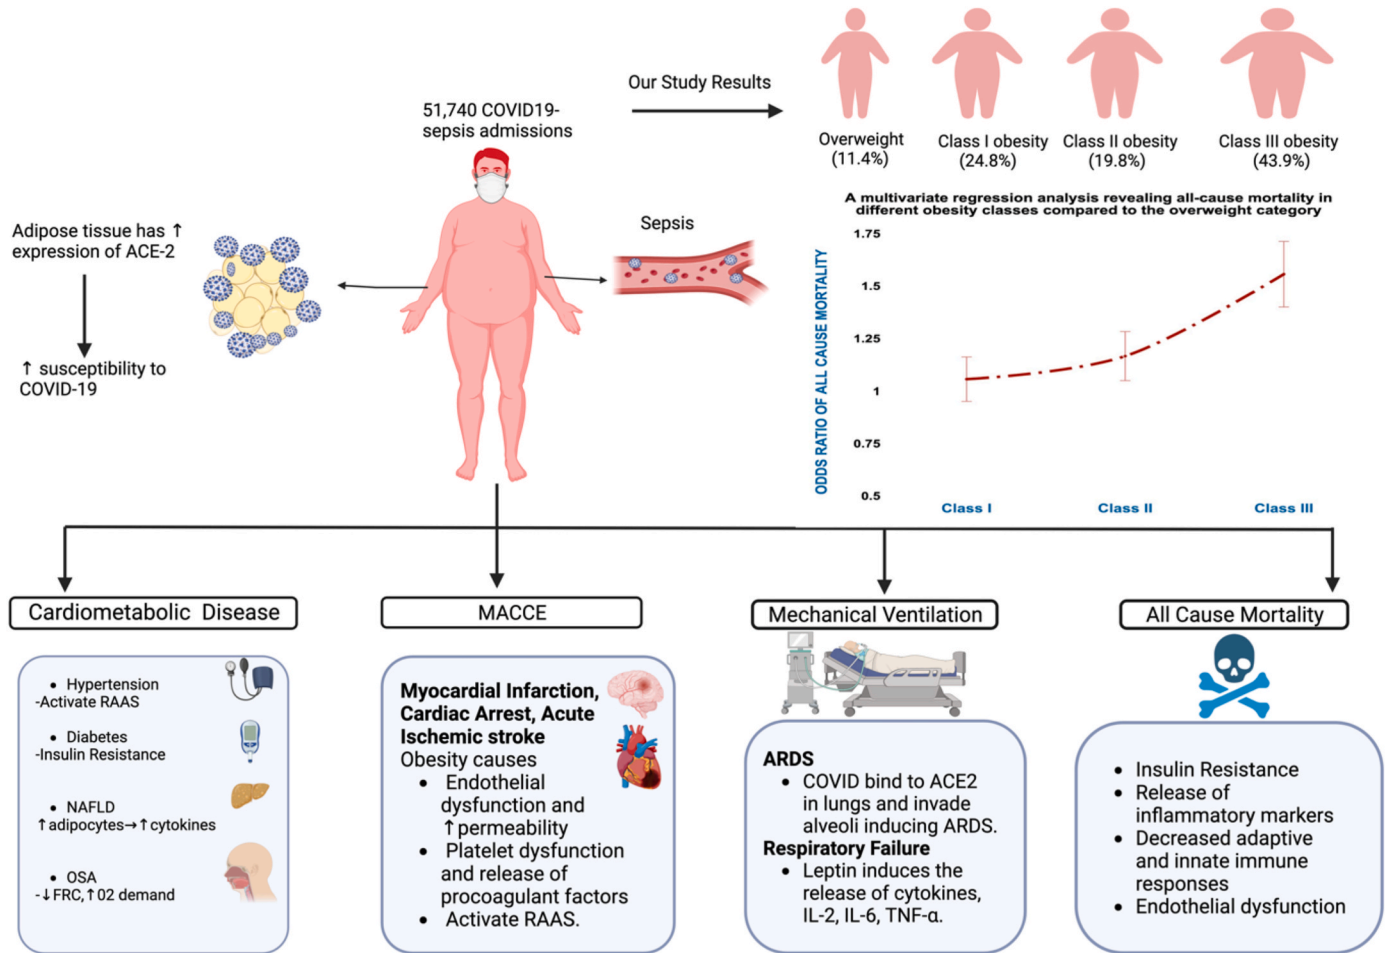 51,740 COVID19-
sepsis admissions
Our Study Results
Overweight
(11.4%)
Class I obesity
(24.8%)
Class II obesity
(19.8%)
Class III obesity
(43.9%)
A multivariate regression analysis revealing all-cause mortality in
different obesity classes compared to the overweight category
ODDS RATIO OF ALL CAUSE MORTALITY
1.75
1.5
1.25
1
0.75
0.5
Class I
Class II
Class III
Adipose tissue has ↑
expression of ACE-2
↑ susceptibility to
COVID-19
Sepsis
Cardiometabolic Disease
• Hypertension
-Activate RAAS
• Diabetes
-Insulin Resistance
• NAFLD
↑adipocytes→↑cytokines
• OSA
-↓FRC,↑02 demand
MACCE
Myocardial Infarction,
Cardiac Arrest, Acute
Ischemic stroke
Obesity causes
• Endothelial
dysfunction and
↑permeability
• Platelet dysfunction
and release of
procoagulant factors
• Activate RAAS.
Mechanical Ventilation
ARDS
• COVID bind to ACE2
in lungs and invade
alveoli inducing ARDS.
Respiratory Failure
• Leptin induces the
release of cytokines,
IL-2, IL-6, TNF-α.
All Cause Mortality
• Insulin Resistance
• Release of
inflammatory markers
• Decreased adaptive
and innate immune
responses
• Endothelial dysfunction